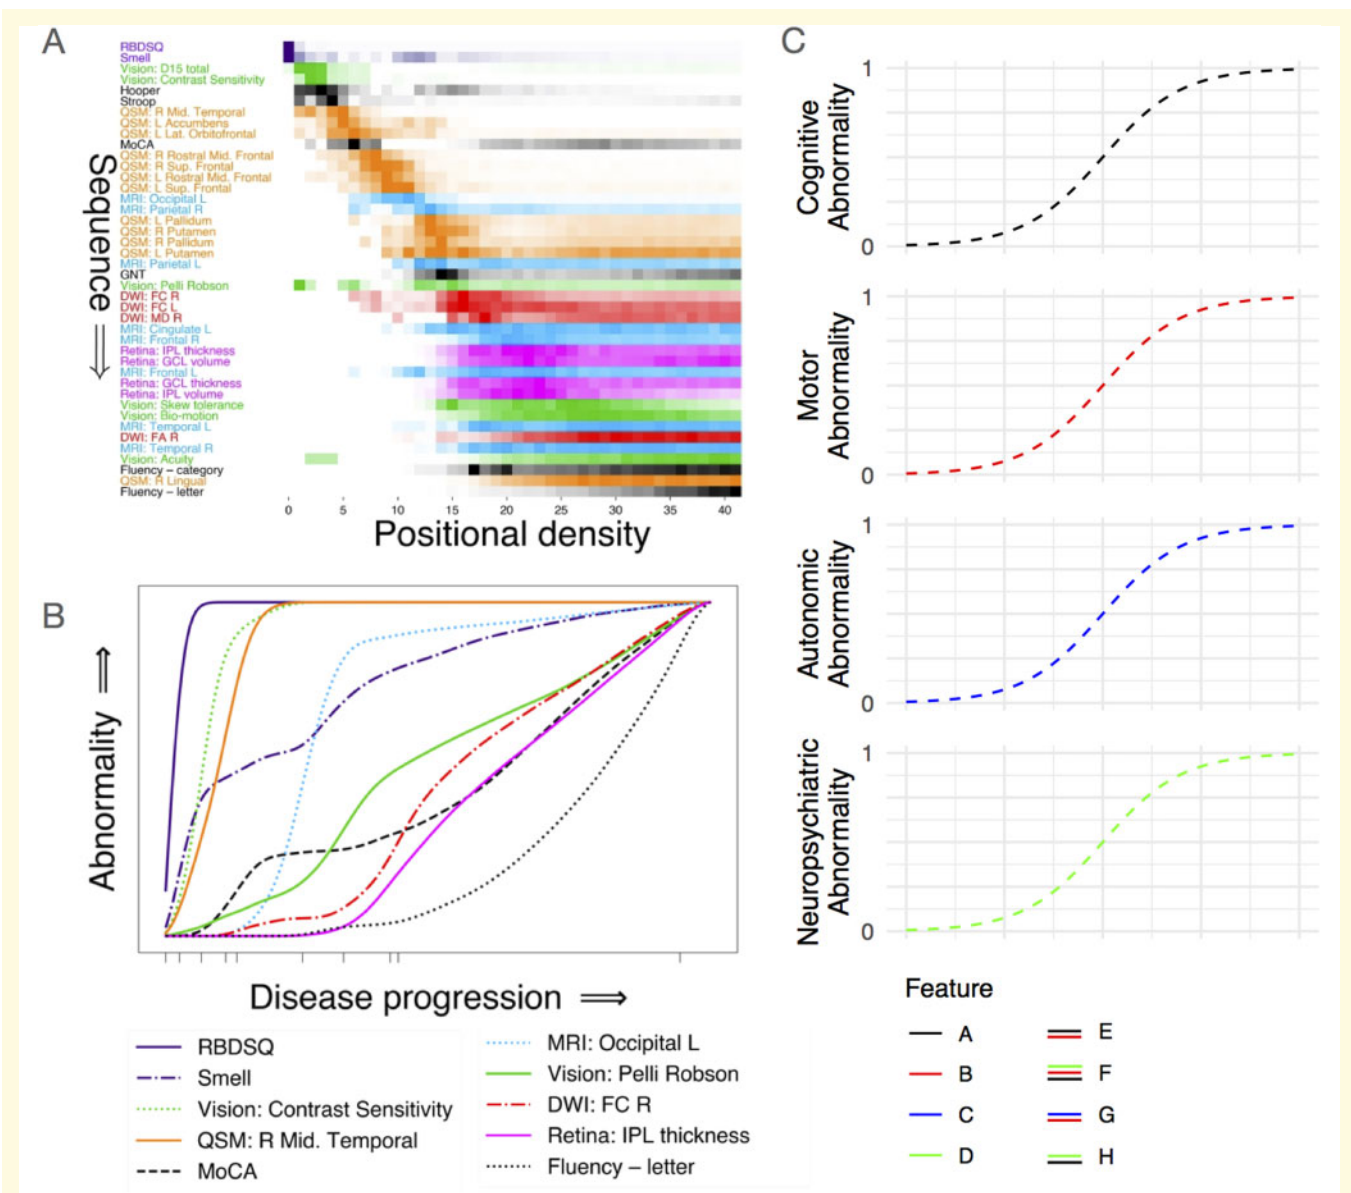 A
RBDSQ
Smell
Vision: D15 total
Vision: Contrast Sensitivity
Hooper
Stroop
QSM: R Mid. Temporal
QSM: L Accumbens
QSM: L Lat. Orbitofrontal
MoCA
QSM: R Rostral Mid. Frontal
QSM: R Sup. Frontal
QSM: L Rostral Mid. Frontal
QSM: L Sup. Frontal
MRI: Occipital L
MRI: Parietal R
QSM: L Pallidum
QSM: R Putamen
QSM: R Pallidum
QSM: L Putamen
MRI: Parietal L
GNT
Vision: Pelli Robson
DWI: FC R
DWI: FC L
DWI: MD R
MRI: Cingulate L
MRI: Frontal R
Retina: IPL thickness
Retina: GCL volume
MRI: Frontal L
Retina: GCL thickness
Retina: IPL volume
Vision: Skew tolerance
Vision: Bio-motion
MRI: Temporal L
DWI: FA R
MRI: Temporal R
Vision: Acuity
Fluency – category
QSM: R Lingual
Fluency – letter
Sequence ⟹
0 5 10 15 20 25 30 35 40
Positional density
B
Abnormality ⟹
Disease progression ⟹
RBDSQ
Smell
Vision: Contrast Sensitivity
QSM: R Mid. Temporal
MoCA
MRI: Occipital L
Vision: Pelli Robson
DWI: FC R
Retina: IPL thickness
Fluency – letter
C
Cognitive
Abnormality
1
0
Motor
Abnormality
1
0
Autonomic
Abnormality
1
0
Neuropsychiatric
Abnormality
1
0
Feature
A
B
C
D
E
F
G
H